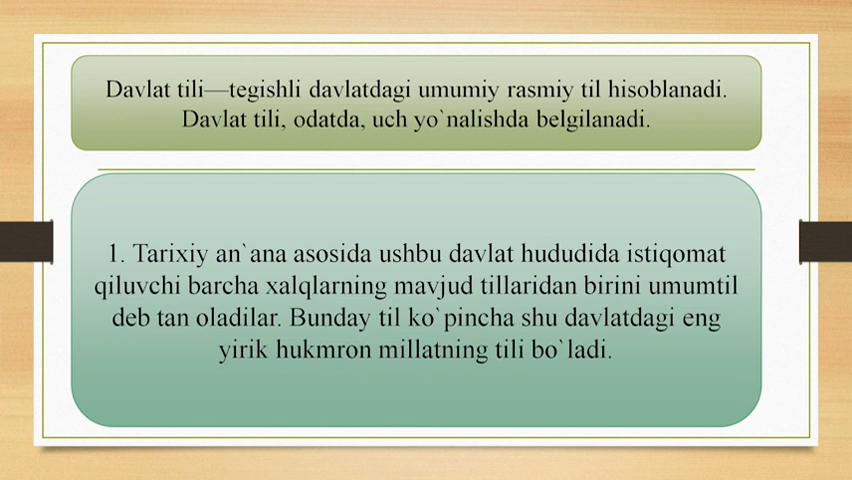 Davlat tili—tegishli davlatdagi umumiy rasmiy til hisoblanadi.
Davlat tili, odatda, uch yo`nalishda belgilanadi.
1. Tarixiy an`ana asosida ushbu davlat hududida istiqomat
qiluvchi barcha xalqlarning mavjud tillaridan birini umumtil
deb tan oladilar. Bunday til ko`pincha shu davlatdagi eng
yirik hukmron millatning tili bo`ladi.